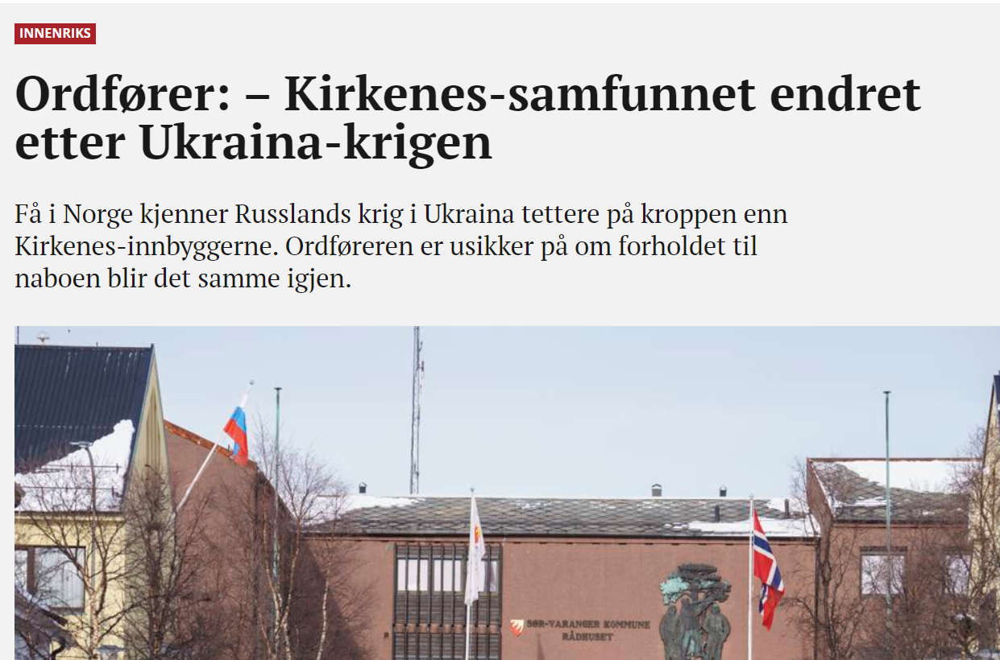 INNENRIKS
Ordfører: – Kirkenes-samfunnet endret
etter Ukraina-krigen
Få i Norge kjenner Russlands krig i Ukraina tettere på kroppen enn
Kirkenes-innbyggerne. Ordføreren er usikker på om forholdet til
naboen blir det samme igjen.
SØR-VARANGER KOMMUNE
RÅDHUSET